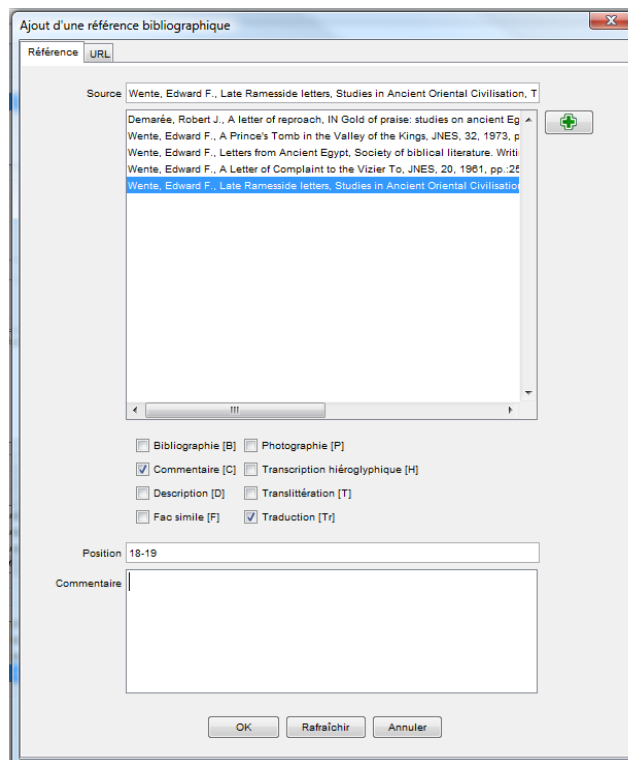 Ajout d'une référence bibliographique
Référence URL
Source Wente, Edward F., Late Ramesside letters, Studies in Ancient Oriental Civilisation, T
Demarée, Robert J., A letter of reproach, IN Gold of praise: studies on ancient Eg
Wente, Edward F., A Prince's Tomb in the Valley of the Kings, JNES, 32, 1973, p
Wente, Edward F., Letters from Ancient Egypt, Society of biblical literature. Writi
Wente, Edward F., A Letter of Complaint to the Vizier To, JNES, 20, 1961, pp.:25
Wente, Edward F., Late Ramesside letters, Studies in Ancient Oriental Civilisation
Bibliographie [B] Photographie [P]
Commentaire [C] Transcription hiéroglyphique [H]
Description [D] Translittération [T]
Fac simile [F] Traduction [Tr]
Position 18-19
Commentaire
OK Rafraîchir Annuler